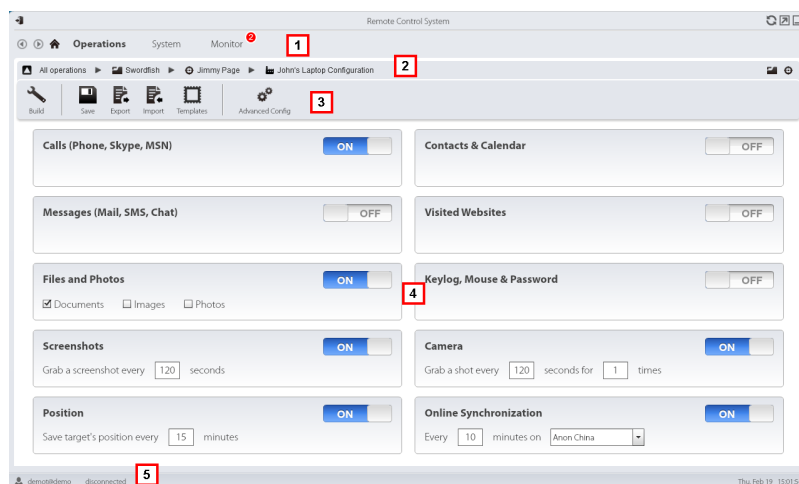 Remote Control System
Operations System Monitor 2 1
All operations Swordfish Jimmy Page John's Laptop Configuration 2
Build Save Export Import Templates Advanced Config 3
Calls (Phone, Skype, MSN) ON
Contacts & Calendar OFF
Messages (Mail, SMS, Chat) OFF
Visited Websites OFF
Files and Photos ON
Documents Images Photos
4
Keylog, Mouse & Password OFF
Screenshots ON
Grab a screenshot every 120 seconds
Camera ON
Grab a shot every 120 seconds for 1 times
Position ON
Save target's position every 15 minutes
Online Synchronization ON
Every 10 minutes on Anon China
disconnected 5
Thu, Feb 19